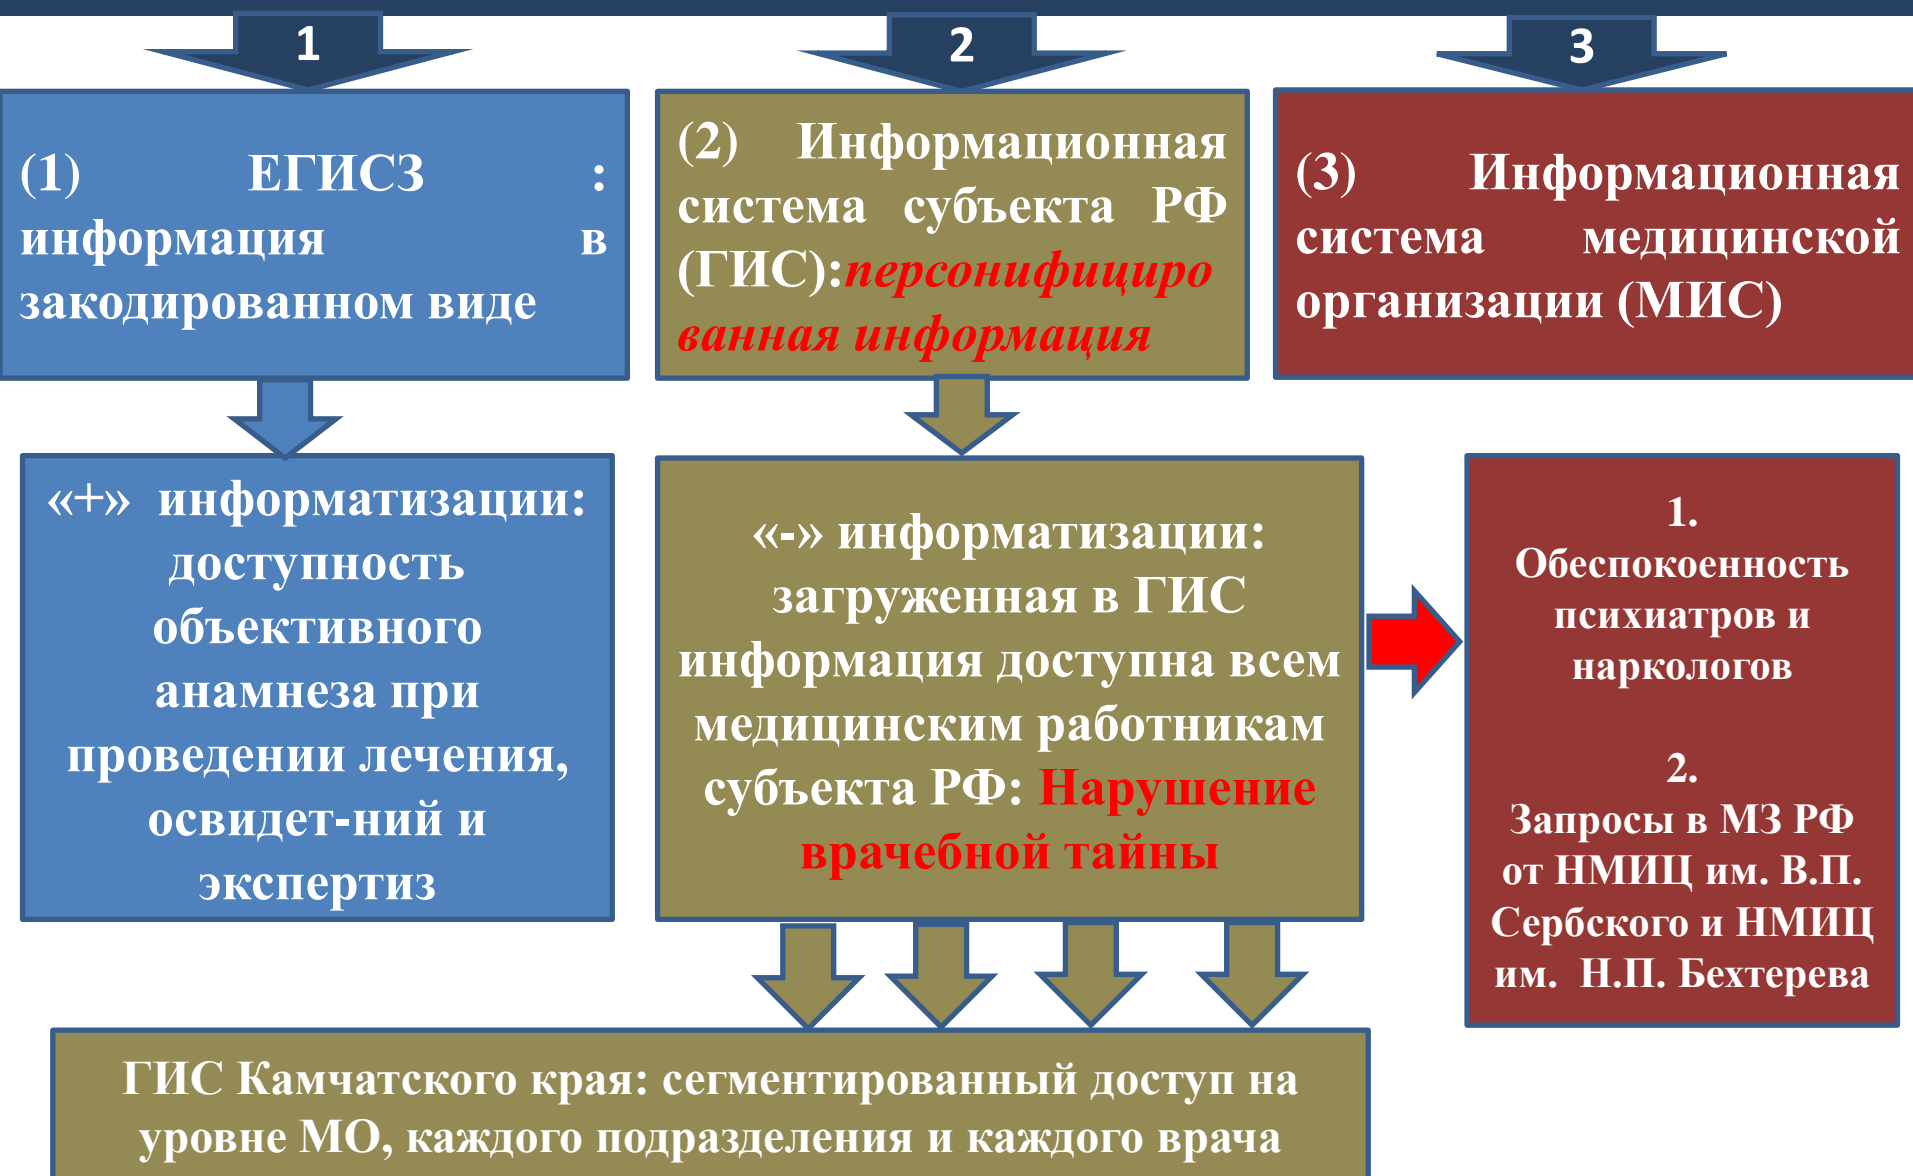 1
2
3
(1) ЕГИСЗ :
информация в
закодированном виде
(2) Информационная
система субъекта РФ
(ГИС):персонифициро
ванная информация
(3) Информационная
система медицинской
организации (МИС)
«+» информатизации:
доступность
объективного
анамнеза при
проведении лечения,
освидет-ний и
экспертиз
«-» информатизации:
загруженная в ГИС
информация доступна всем
медицинским работникам
субъекта РФ: Нарушение
врачебной тайны
1.
Обеспокоенность
психиатров и
наркологов
2.
Запросы в МЗ РФ
от НМИЦ им. В.П.
Сербского и НМИЦ
им. Н.П. Бехтерева
ГИС Камчатского края: сегментированный доступ на
уровне МО, каждого подразделения и каждого врача